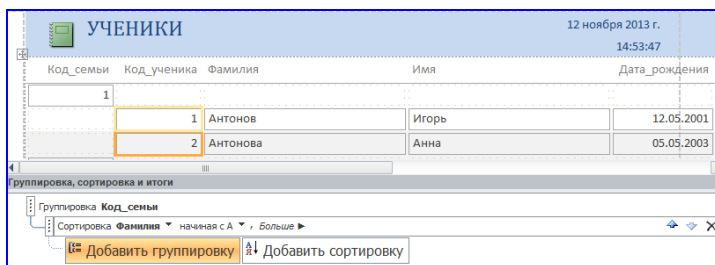 УЧЕНИКИ 12 ноября 2013 г.
14:53:47
Код_семьи Код_ученика Фамилия Имя Дата_рождения
1
1 Антонов Игорь 12.05.2001
2 Антонова Анна 05.05.2003
Группировка, сортировка и итоги
Группировка Код_семьи
Сортировка Фамилия ▼ начиная с А ▼ , Больше ►
Добавить группировку Добавить сортировку